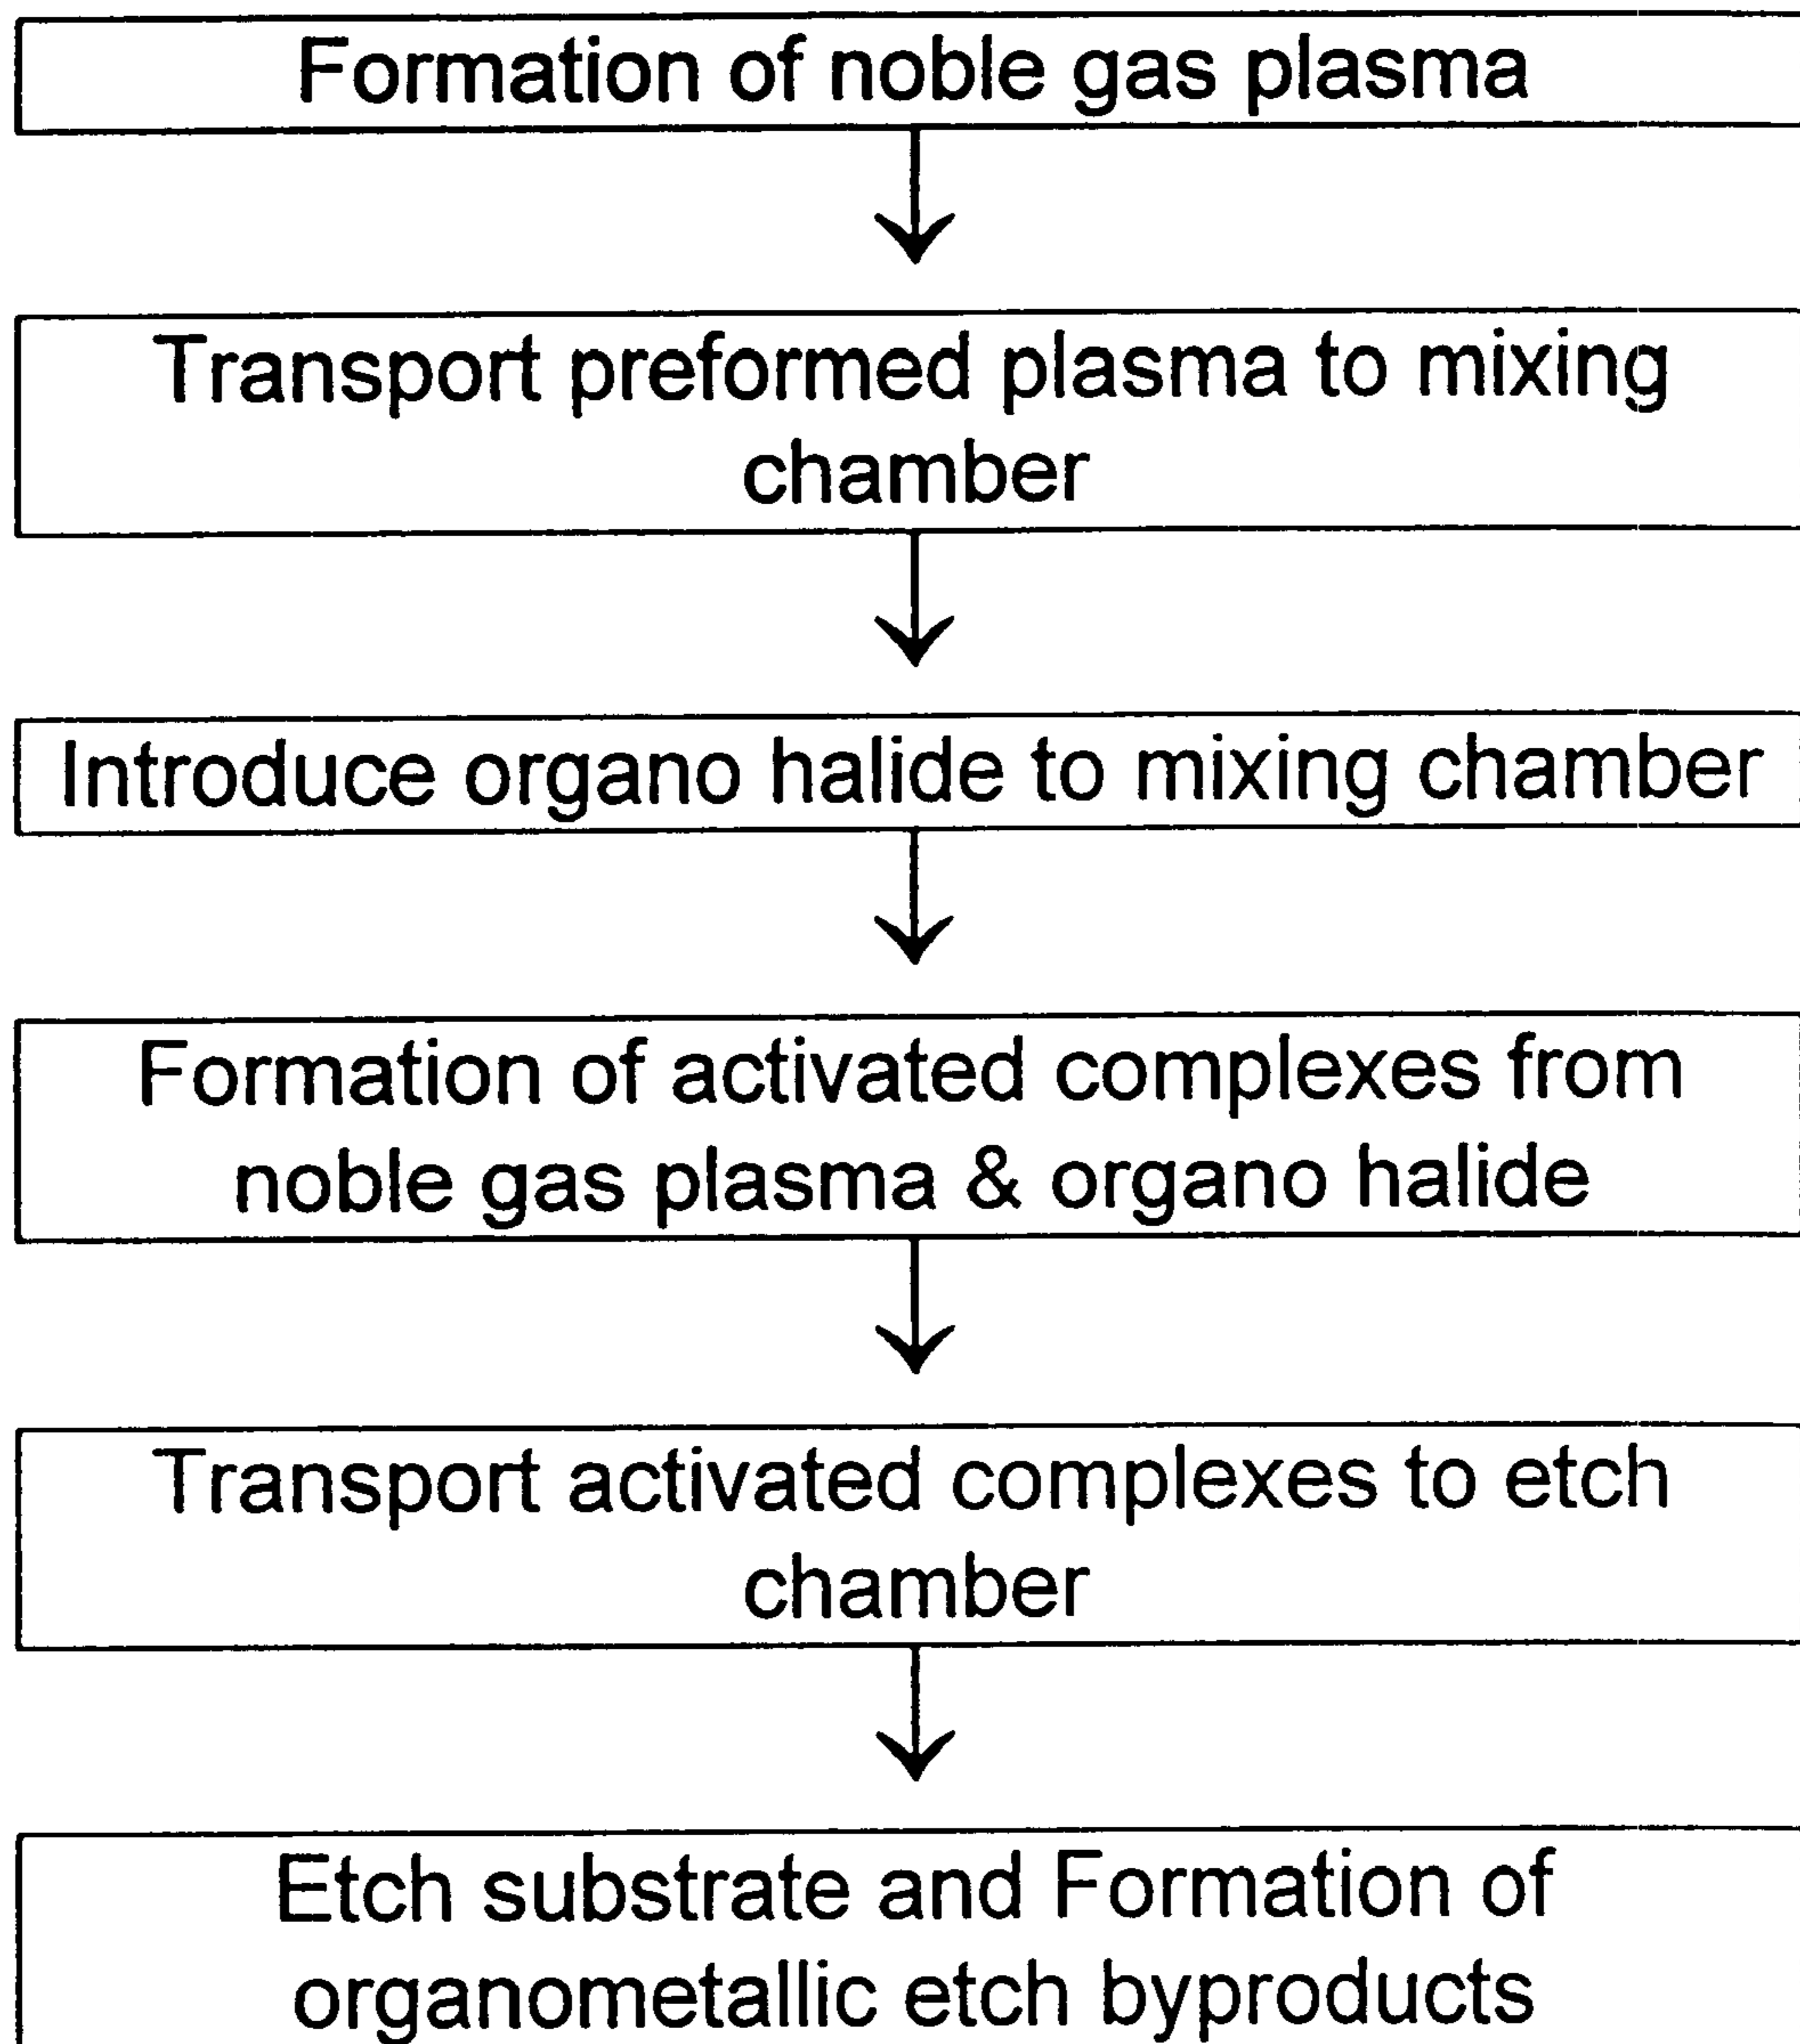 Formation of noble gas plasma
Transport preformed plasma to mixing
chamber
Introduce organo halide to mixing chamber
Formation of activated complexes from
noble gas plasma & organo halide
Transport activated complexes to etch
chamber
Etch substrate and Formation of
organometallic etch byproducts